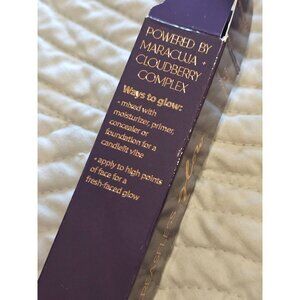 POWERED BY
MARACUJA +
CLOUDBERRY
COMPLEX
Ways to glow:
• mixed with
moisturizer, primer,
concealer or
foundation for a
candlelit vibe
• apply to high points
of face for a
fresh-faced glow